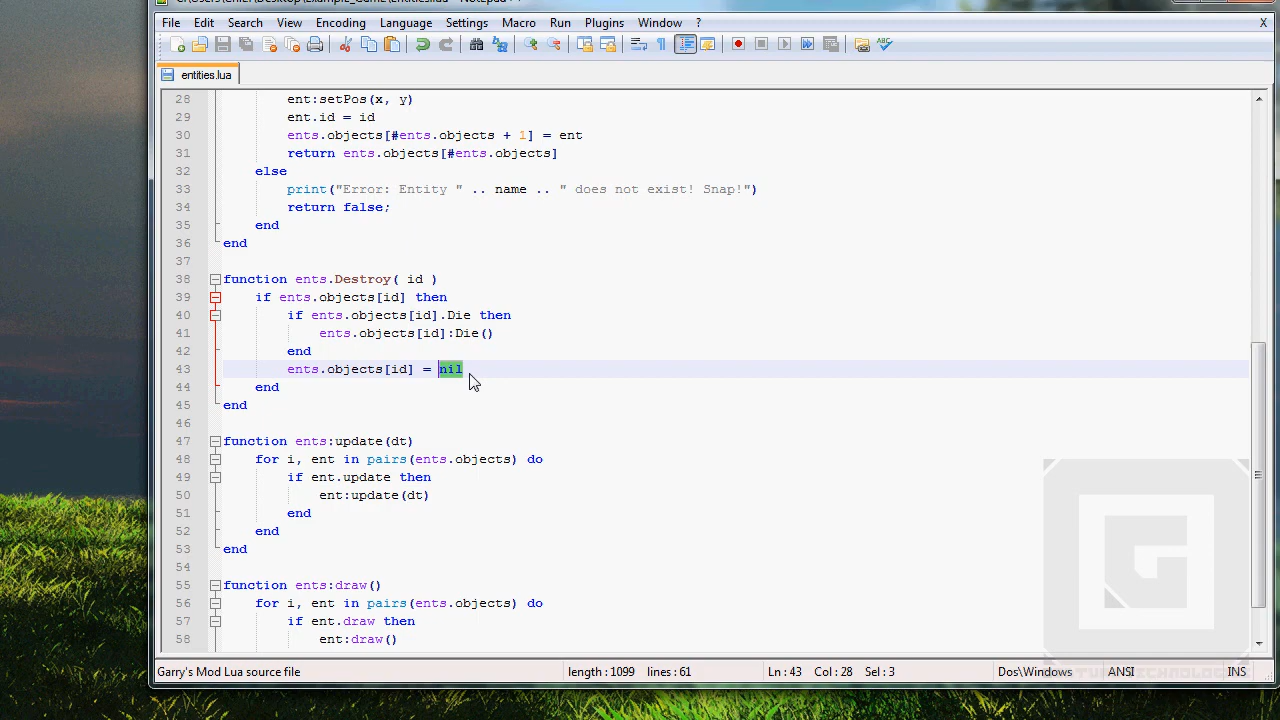 File Edit Search View Encoding Language Settings Macro Run Plugins Window ? X
entities.lua
28 ent:setPos(x, y)
29 ent.id = id
30 ents.objects[#ents.objects + 1] = ent
31 return ents.objects[#ents.objects]
32 else
33 print("Error: Entity " .. name .. " does not exist! Snap!")
34 return false;
35 end
36 end
37
38 function ents.Destroy( id )
39 if ents.objects[id] then
40 if ents.objects[id].Die then
41 ents.objects[id]:Die()
42 end
43 ents.objects[id] = nil
44 end
45 end
46
47 function ents:update(dt)
48 for i, ent in pairs(ents.objects) do
49 if ent.update then
50 ent:update(dt)
51 end
52 end
53 end
54
55 function ents:draw()
56 for i, ent in pairs(ents.objects) do
57 if ent.draw then
58 ent:draw()
Garry's Mod Lua source file length : 1099 lines : 61 Ln : 43 Col : 28 Sel : 3 Dos\Windows ANSI INS